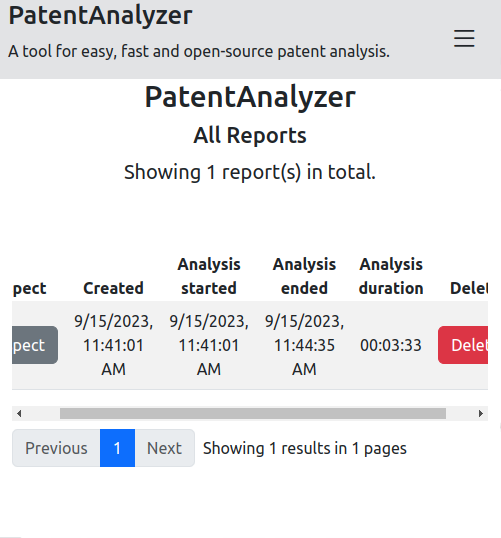 PatentAnalyzer
A tool for easy, fast and open-source patent analysis.
PatentAnalyzer
All Reports
Showing 1 report(s) in total.
Analysis Analysis Analysis
pect Created started ended duration Delet
9/15/2023, 9/15/2023, 9/15/2023,
pect 11:41:01 11:41:01 11:44:35 00:03:33 Delet
AM AM AM
Previous 1 Next Showing 1 results in 1 pages